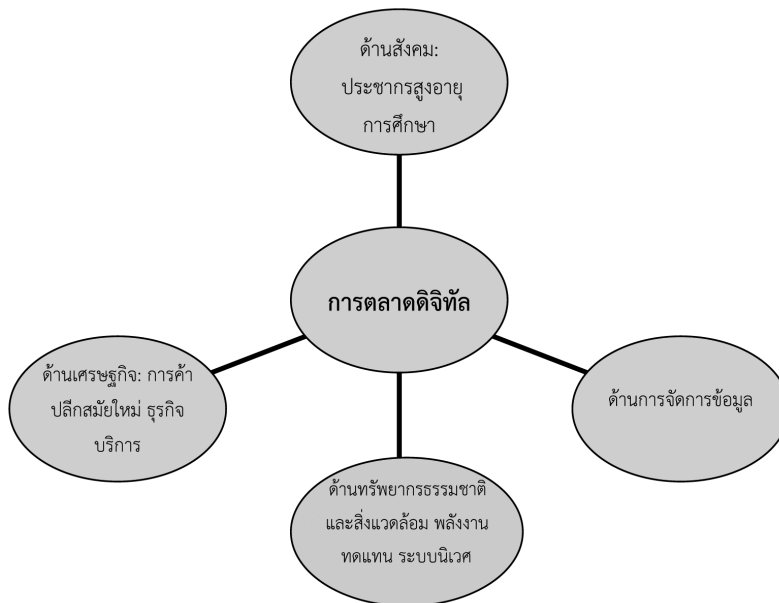 ด้านสังคม:
ประชากรสูงอายุ
การศึกษา
การตลาดดิจิทัล
ด้านเศรษฐกิจ: การค้า
ปลีกสมัยใหม่ ธุรกิจ
บริการ
ด้านการจัดการข้อมูล
ด้านทรัพยากรธรรมชาติ
และสิ่งแวดล้อม พลังงาน
ทดแทน ระบบนิเวศ